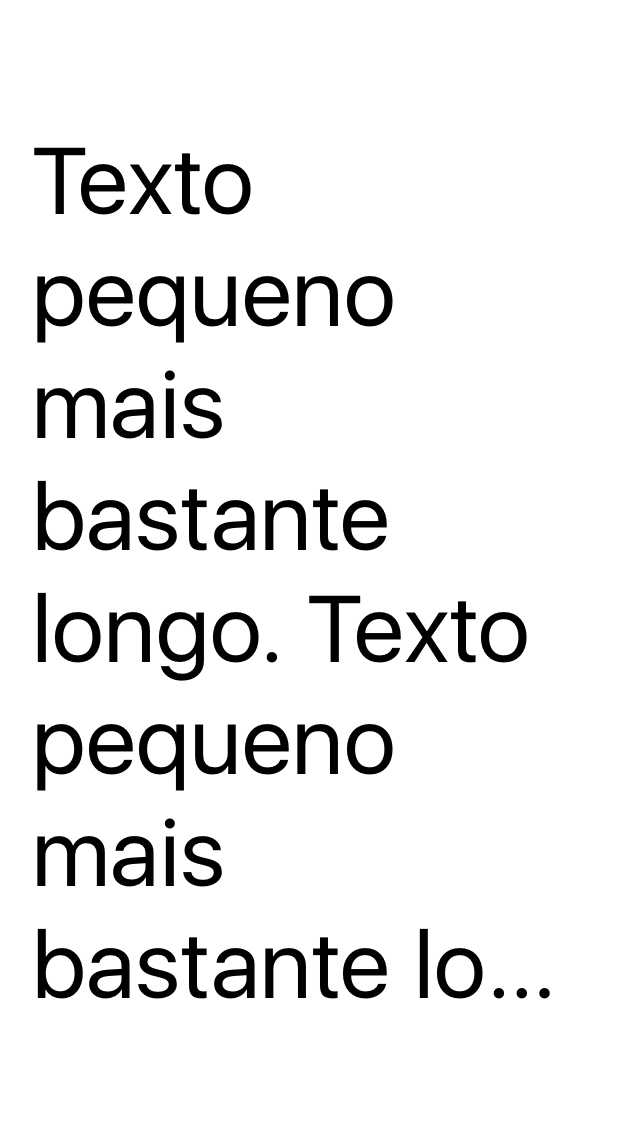 Texto
pequeno
mais
bastante
longo. Texto
pequeno
mais
bastante lo...